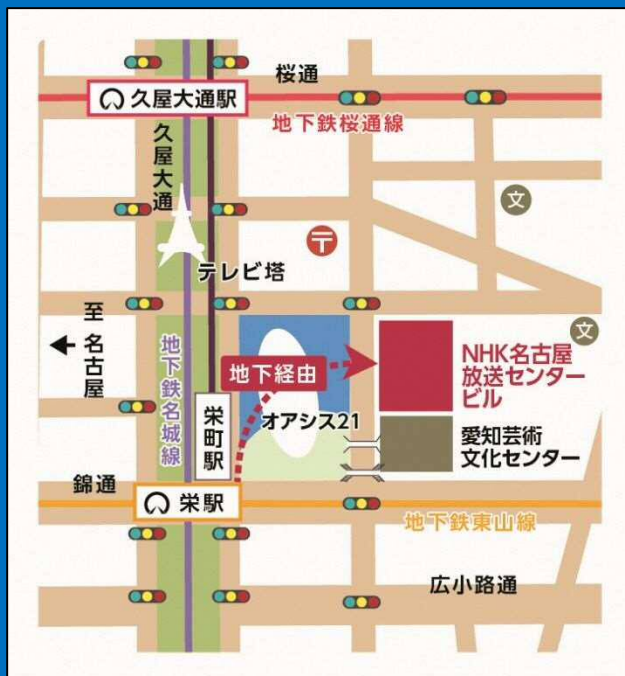 桜通
久屋大通駅
地下鉄桜通線
久屋大通
文
〒
テレビ塔
至 名古屋
地下鉄名城線
文
地下経由
NHK名古屋
放送センター
ビル
オアシス21
栄町駅
愛知芸術
文化センター
錦通
栄駅
地下鉄東山線
広小路通